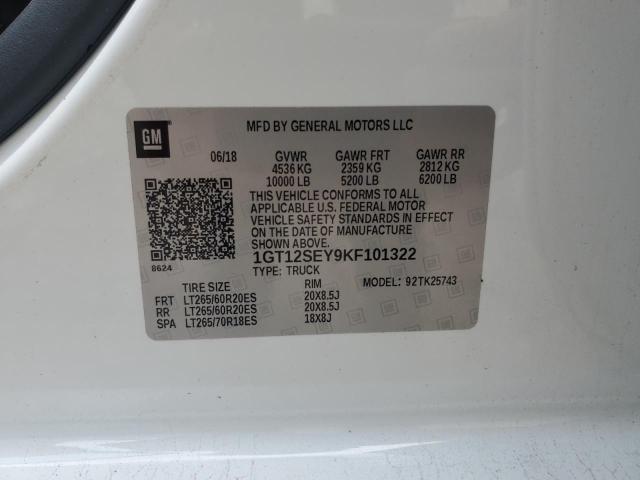 MFD BY GENERAL MOTORS LLC
GM
06/18 GVWR GAWR FRT GAWR RR
4536 KG 2359 KG 2812 KG
10000 LB 5200 LB 6200 LB
THIS VEHICLE CONFORMS TO ALL
APPLICABLE U.S. FEDERAL MOTOR
VEHICLE SAFETY STANDARDS IN EFFECT
ON THE DATE OF MANUFACTURE
SHOWN ABOVE.
8624 1GT12SEY9KF101322
TYPE: TRUCK MODEL: 92TK25743
TIRE SIZE RIM
FRT LT265/60R20ES 20X8.5J
RR LT265/60R20ES 20X8.5J
SPA LT265/70R18ES 18X8J